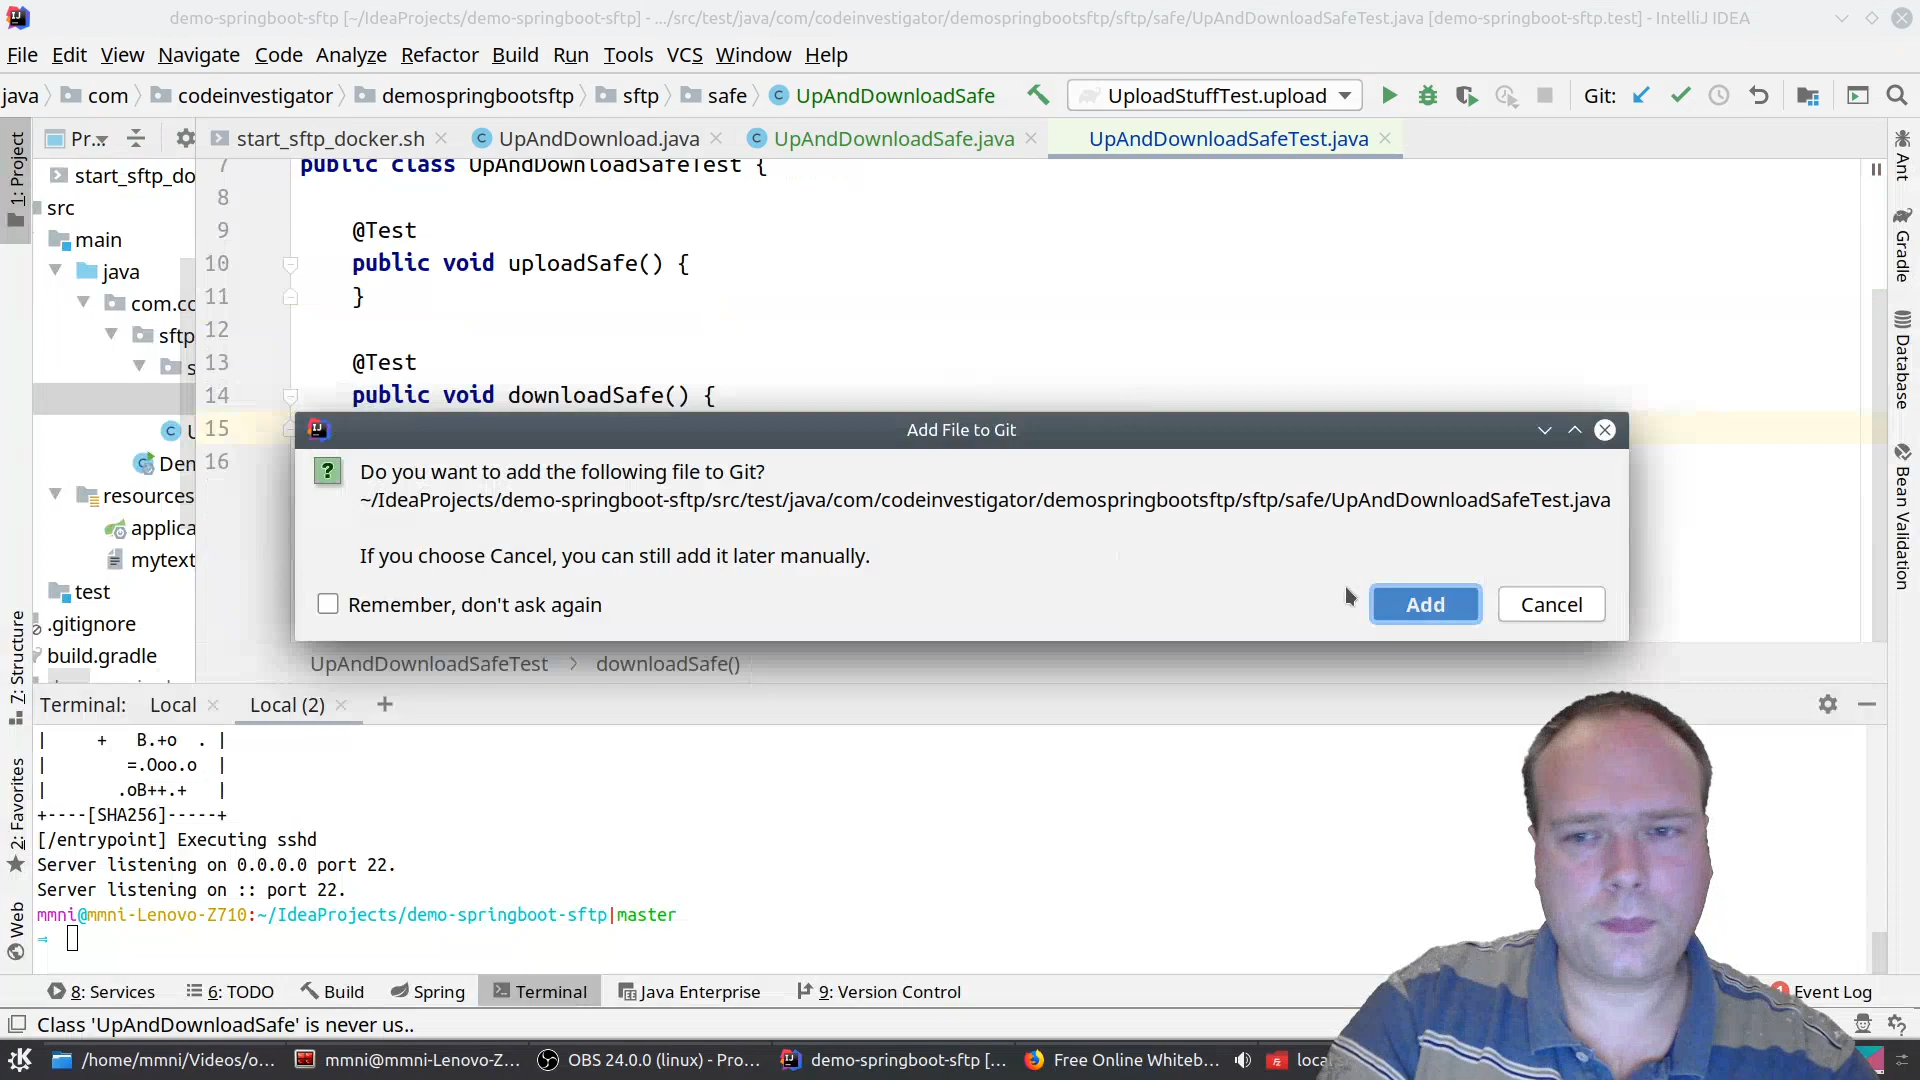 demo-springboot-sftp [~/IdeaProjects/demo-springboot-sftp] - .../src/test/java/com/codeinvestigator/demospringbootsftp/sftp/safe/UpAndDownloadSafeTest.java [demo-springboot-sftp.test] - IntelliJ IDEA
File Edit View Navigate Code Analyze Refactor Build Run Tools VCS Window Help
java com codeinvestigator demospringbootsftp sftp safe UpAndDownloadSafe UploadStuffTest.upload Git:
1: Project
Pr...
start_sftp_docker.sh UpAndDownload.java UpAndDownloadSafe.java UpAndDownloadSafeTest.java
start_sftp_do
src
main
java
com.co
sftp
s
U
Den
resources
applica
mytext
test
.gitignore
build.gradle
7 public class UpAndDownloadSafeTest {
8
9 @Test
10 public void uploadSafe() {
11 }
12
13 @Test
14 public void downloadSafe() {
15
16
Add File to Git
Do you want to add the following file to Git?
~/IdeaProjects/demo-springboot-sftp/src/test/java/com/codeinvestigator/demospringbootsftp/sftp/safe/UpAndDownloadSafeTest.java
If you choose Cancel, you can still add it later manually.
Remember, don't ask again
Add Cancel
UpAndDownloadSafeTest > downloadSafe()
Ant
Gradle
Database
Bean Validation
7: Structure
2: Favorites
Web
Terminal: Local Local (2) +
| + B.+o . |
| =.Ooo.o |
| .oB++.+ |
+----[SHA256]-----+
[/entrypoint] Executing sshd
Server listening on 0.0.0.0 port 22.
Server listening on :: port 22.
mmni@mmni-Lenovo-Z710:~/IdeaProjects/demo-springboot-sftp|master
⇒
8: Services 6: TODO Build Spring Terminal Java Enterprise 9: Version Control 1 Event Log
Class 'UpAndDownloadSafe' is never us..
/home/mmni/Videos/o... mmni@mmni-Lenovo-Z... OBS 24.0.0 (linux) - Pro... demo-springboot-sftp [... Free Online Whiteb... loca